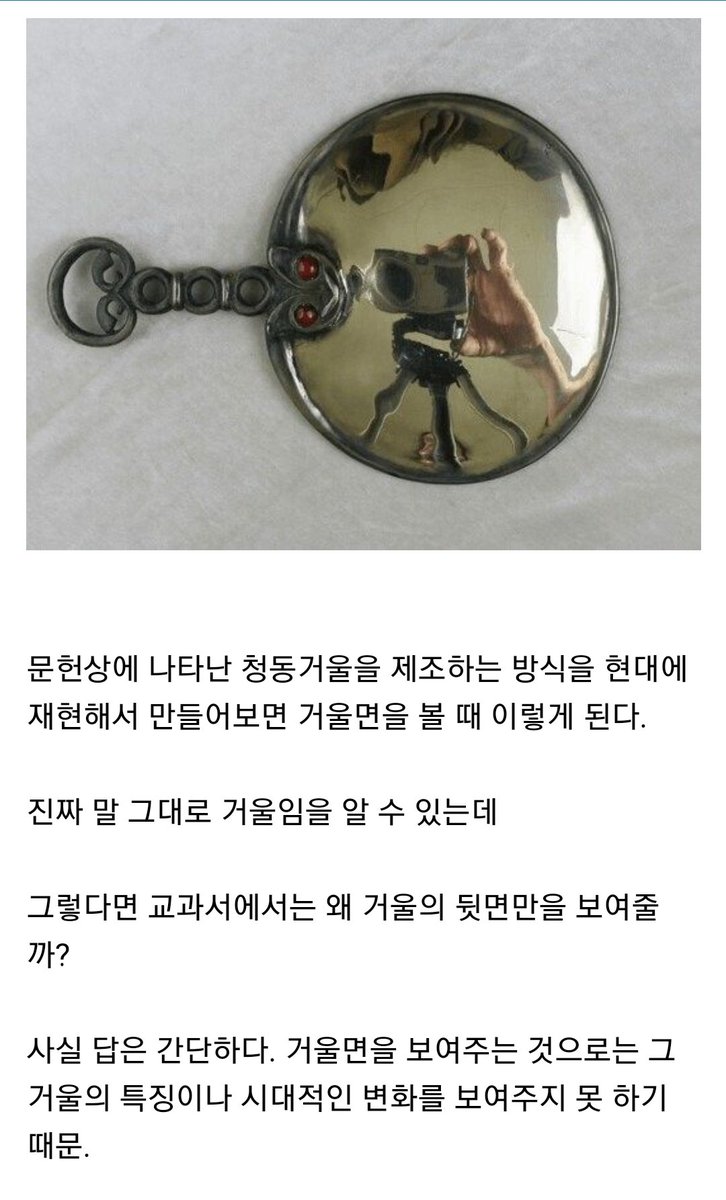 문헌상에 나타난 청동거울을 제조하는 방식을 현대에
재현해서 만들어보면 거울면을 볼 때 이렇게 된다.
진짜 말 그대로 거울임을 알 수 있는데
그렇다면 교과서에서는 왜 거울의 뒷면만을 보여줄
까?
사실 답은 간단하다. 거울면을 보여주는 것으로는 그
거울의 특징이나 시대적인 변화를 보여주지 못 하기
때문.